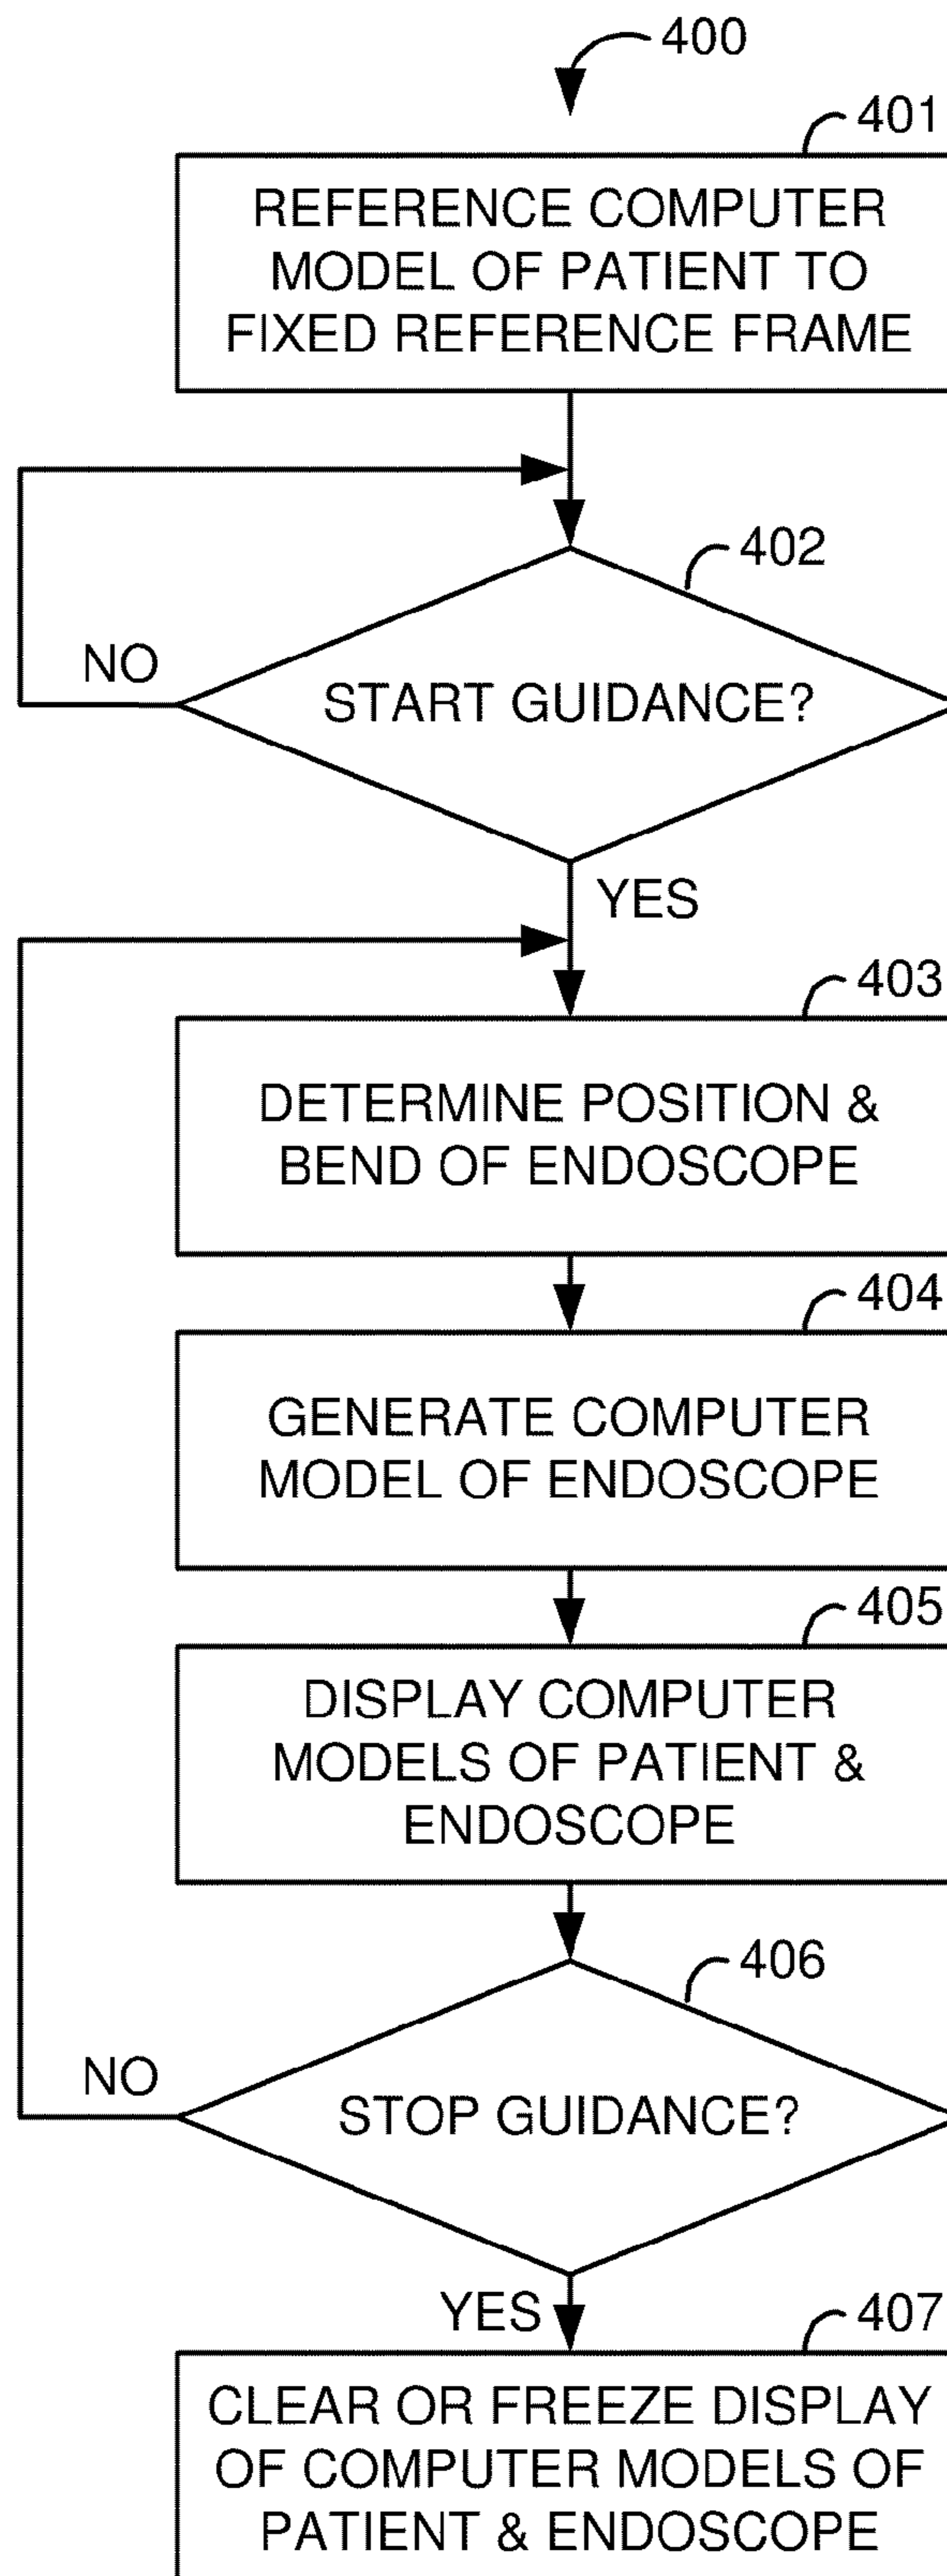 400
401
REFERENCE COMPUTER
MODEL OF PATIENT TO
FIXED REFERENCE FRAME
402
NO
START GUIDANCE?
YES
403
DETERMINE POSITION &
BEND OF ENDOSCOPE
404
GENERATE COMPUTER
MODEL OF ENDOSCOPE
405
DISPLAY COMPUTER
MODELS OF PATIENT &
ENDOSCOPE
406
NO
STOP GUIDANCE?
YES
407
CLEAR OR FREEZE DISPLAY
OF COMPUTER MODELS OF
PATIENT & ENDOSCOPE